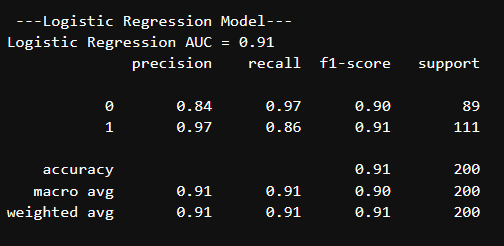 ---Logistic Regression Model---
Logistic Regression AUC = 0.91
precision recall f1-score support
0 0.84 0.97 0.90 89
1 0.97 0.86 0.91 111
accuracy 0.91 200
macro avg 0.91 0.91 0.90 200
weighted avg 0.91 0.91 0.91 200